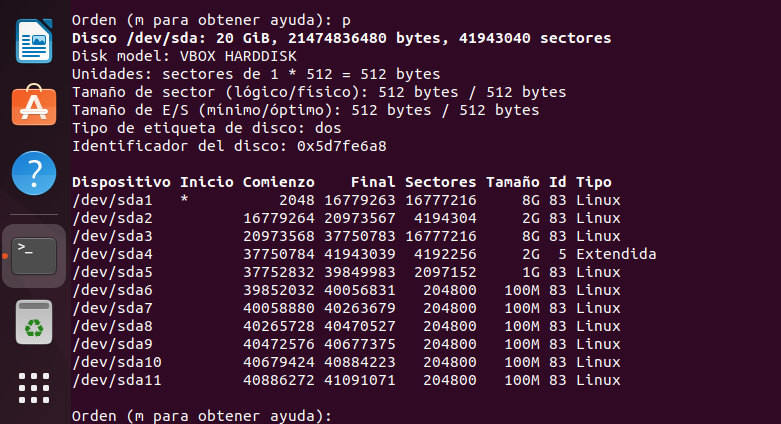 Orden (m para obtener ayuda): p
Disco /dev/sda: 20 GiB, 21474836480 bytes, 41943040 sectores
Disk model: VBOX HARDDISK
Unidades: sectores de 1 * 512 = 512 bytes
Tamaño de sector (lógico/físico): 512 bytes / 512 bytes
Tamaño de E/S (mínimo/óptimo): 512 bytes / 512 bytes
Tipo de etiqueta de disco: dos
Identificador del disco: 0x5d7fe6a8
Dispositivo Inicio Comienzo Final Sectores Tamaño Id Tipo
/dev/sda1 * 2048 16779263 16777216 8G 83 Linux
/dev/sda2 16779264 20973567 4194304 2G 83 Linux
/dev/sda3 20973568 37750783 16777216 8G 83 Linux
/dev/sda4 37750784 41943039 4192256 2G 5 Extendida
/dev/sda5 37752832 39849983 2097152 1G 83 Linux
/dev/sda6 39852032 40056831 204800 100M 83 Linux
/dev/sda7 40058880 40263679 204800 100M 83 Linux
/dev/sda8 40265728 40470527 204800 100M 83 Linux
/dev/sda9 40472576 40677375 204800 100M 83 Linux
/dev/sda10 40679424 40884223 204800 100M 83 Linux
/dev/sda11 40886272 41091071 204800 100M 83 Linux
Orden (m para obtener ayuda):